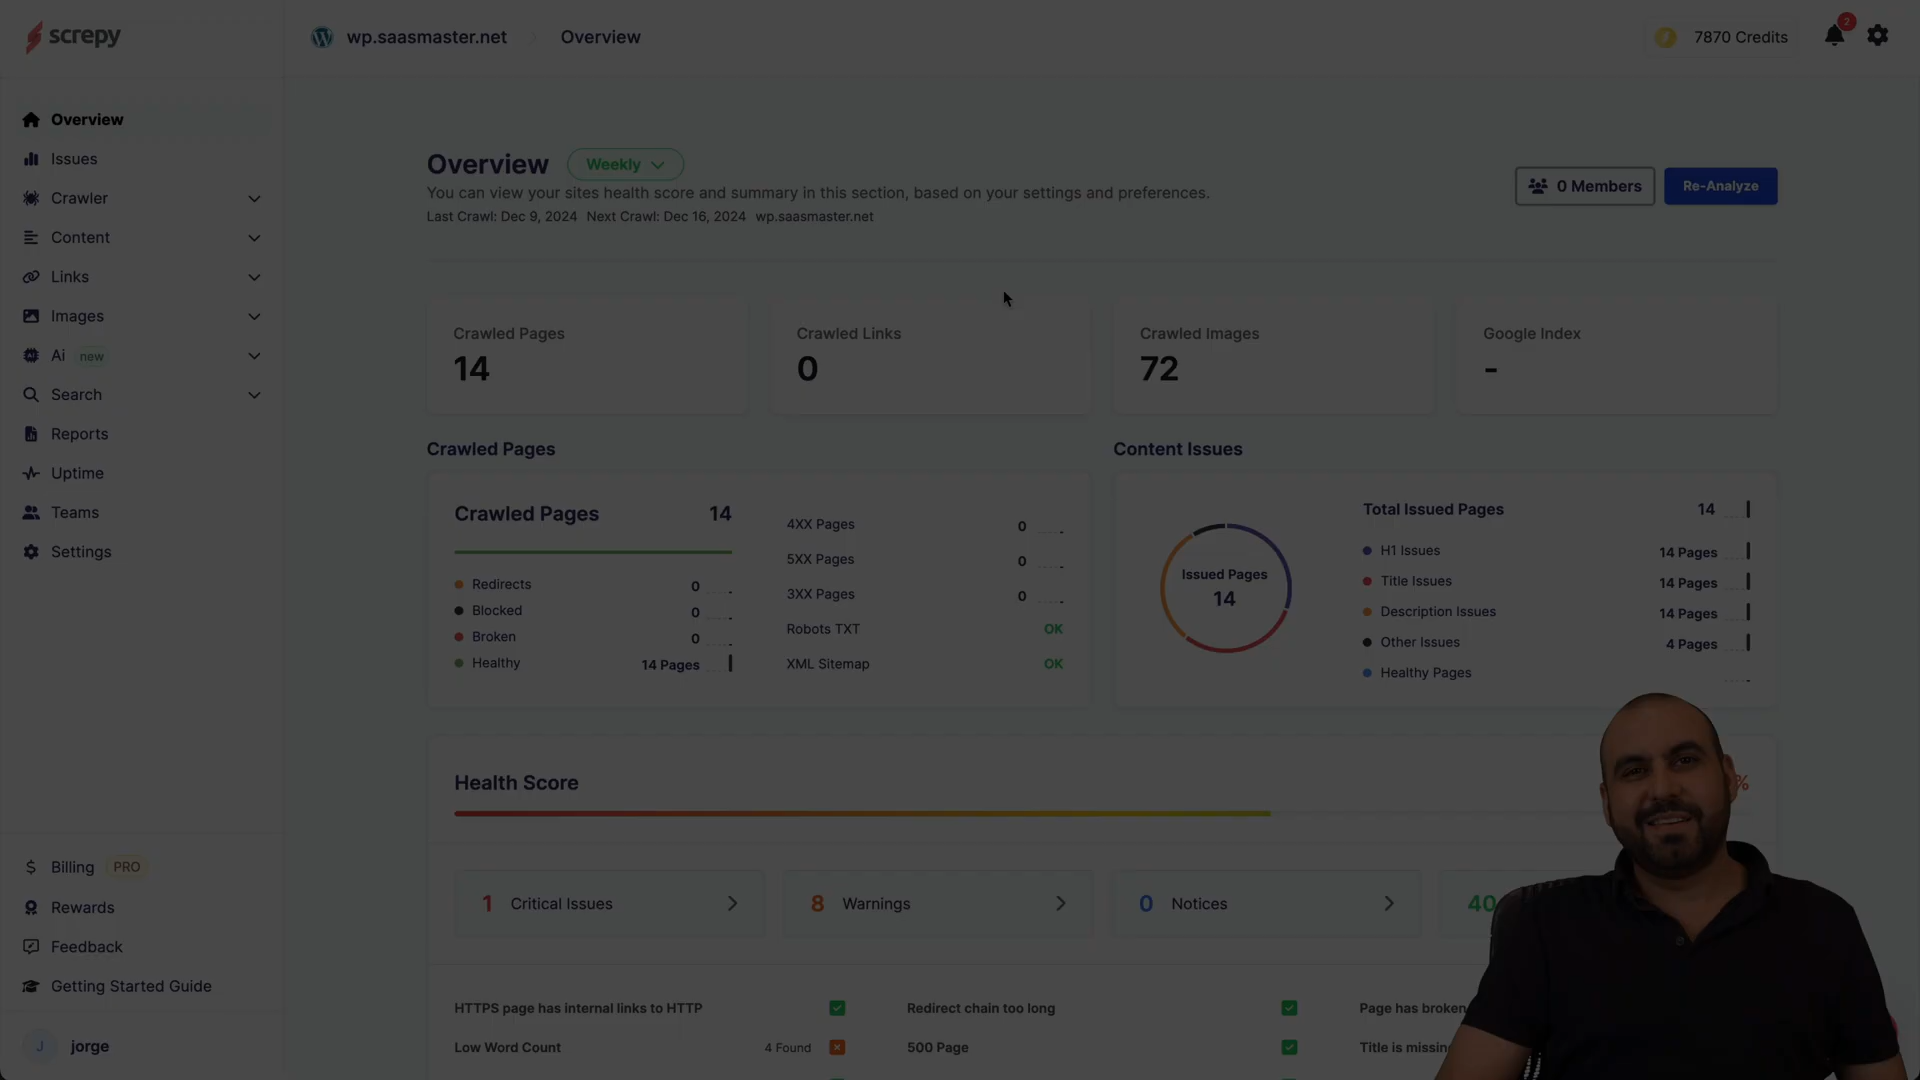 screpy
wp.saasmaster.net
Overview
7870 Credits
2
Overview
Issues
Crawler
Content
Links
Images
Ai new
Search
Reports
Uptime
Teams
Settings
Billing PRO
Rewards
Feedback
Getting Started Guide
J jorge
Overview Weekly
You can view your sites health score and summary in this section, based on your settings and preferences.
Last Crawl: Dec 9, 2024 Next Crawl: Dec 16, 2024 wp.saasmaster.net
0 Members
Re-Analyze
Crawled Pages
14
Crawled Links
0
Crawled Images
72
Google Index
-
Crawled Pages
Crawled Pages 14
Redirects 0
Blocked 0
Broken 0
Healthy 14 Pages
4XX Pages 0
5XX Pages 0
3XX Pages 0
Robots TXT OK
XML Sitemap OK
Content Issues
Issued Pages
14
Total Issued Pages 14
H1 Issues 14 Pages
Title Issues 14 Pages
Description Issues 14 Pages
Other Issues 4 Pages
Healthy Pages
Health Score %
1 Critical Issues
8 Warnings
0 Notices
40
HTTPS page has internal links to HTTP
Redirect chain too long
Page has broken
Low Word Count 4 Found
500 Page
Title is missing